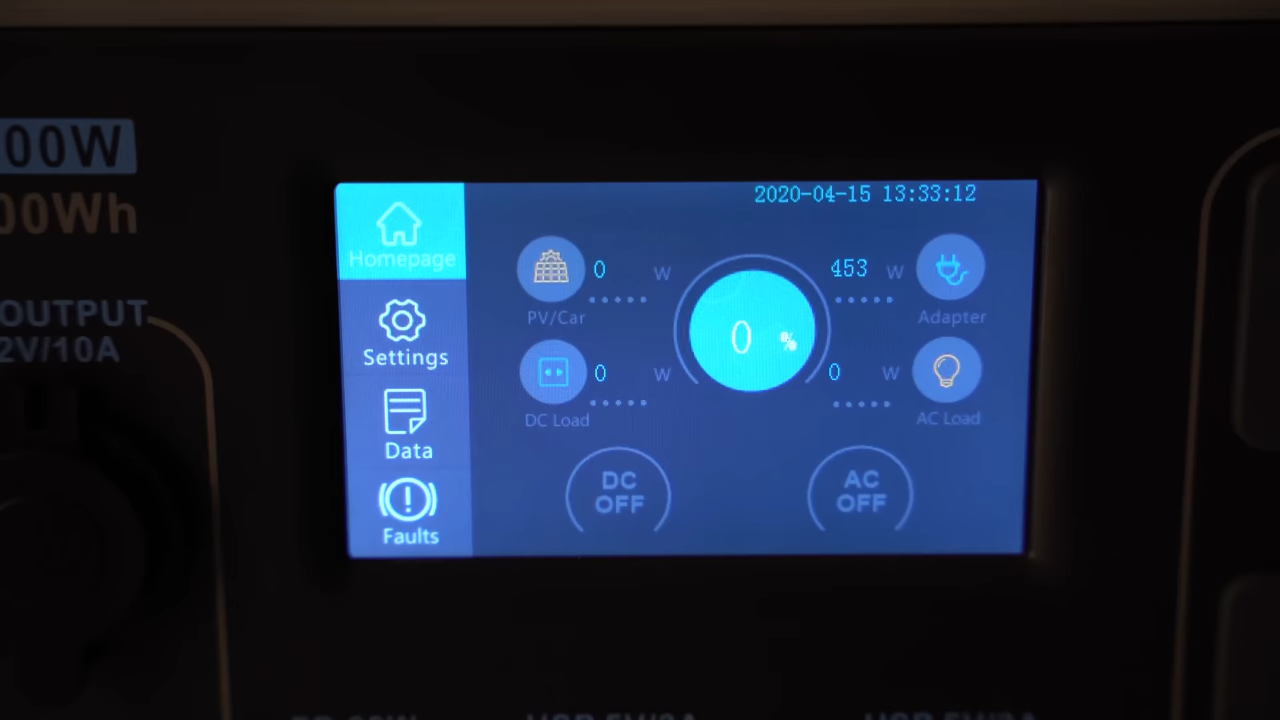 00W
00Wh
OUTPUT
2V/10A
2020-04-15 13:33:12
Homepage
Settings
Data
Faults
0 W
PV/Car
453 W
Adapter
0 %
0 W
DC Load
0 W
AC Load
DC
OFF
AC
OFF